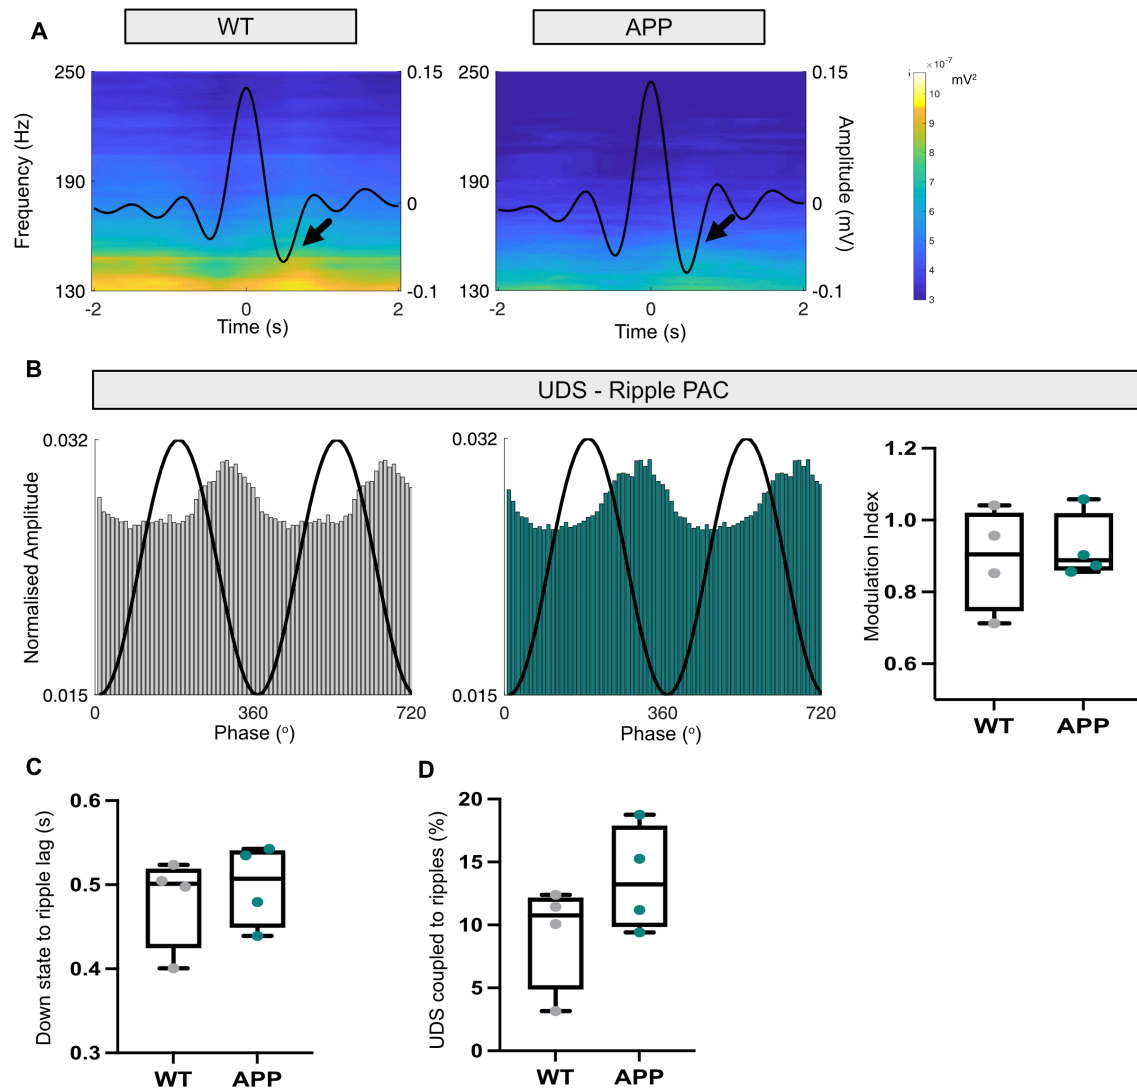 A
WT
APP
250
190
130
Frequency (Hz)
-2
0
2
Time (s)
0.15
0
-0.1
-2
0
2
Time (s)
0.15
0
-0.1
Amplitude (mV)
×10⁻⁷
mV²
10
9
8
7
6
5
4
3
B
UDS - Ripple PAC
0.032
0.015
Normalised Amplitude
0
360
720
Phase (°)
0.032
0.015
0
360
720
Phase (°)
Modulation Index
1.2
1.0
0.8
0.6
WT
APP
C
Down state to ripple lag (s)
0.6
0.5
0.4
0.3
WT
APP
D
UDS coupled to ripples (%)
20
15
10
5
0
WT
APP